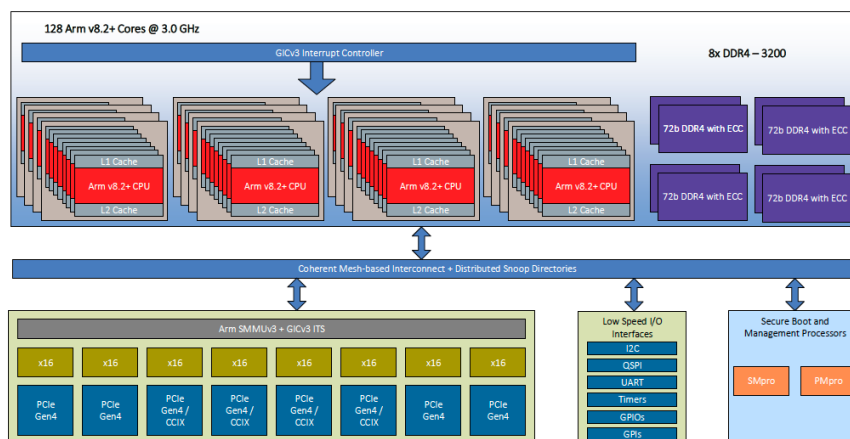 128 Arm v8.2+ Cores @ 3.0 GHz
GICv3 Interrupt Controller
8x DDR4 – 3200
72b DDR4 with ECC
72b DDR4 with ECC
72b DDR4 with ECC
72b DDR4 with ECC
L1 Cache
L1 Cache
L1 Cache
L1 Cache
Arm v8.2+ CPU
Arm v8.2+ CPU
Arm v8.2+ CPU
Arm v8.2+ CPU
L2 Cache
L2 Cache
L2 Cache
L2 Cache
Coherent Mesh-based Interconnect + Distributed Snoop Directories
Arm SMMUv3 + GICv3 ITS
x16
x16
x16
x16
x16
x16
x16
x16
PCIe
Gen4
PCIe
Gen4
PCIe
Gen4 /
CCIX
PCIe
Gen4 /
CCIX
PCIe
Gen4 /
CCIX
PCIe
Gen4 /
CCIX
PCIe
Gen4
PCIe
Gen4
Low Speed I/O
Interfaces
I2C
QSPI
UART
Timers
GPIOs
GPIs
Secure Boot and
Management Processors
SMpro
PMpro